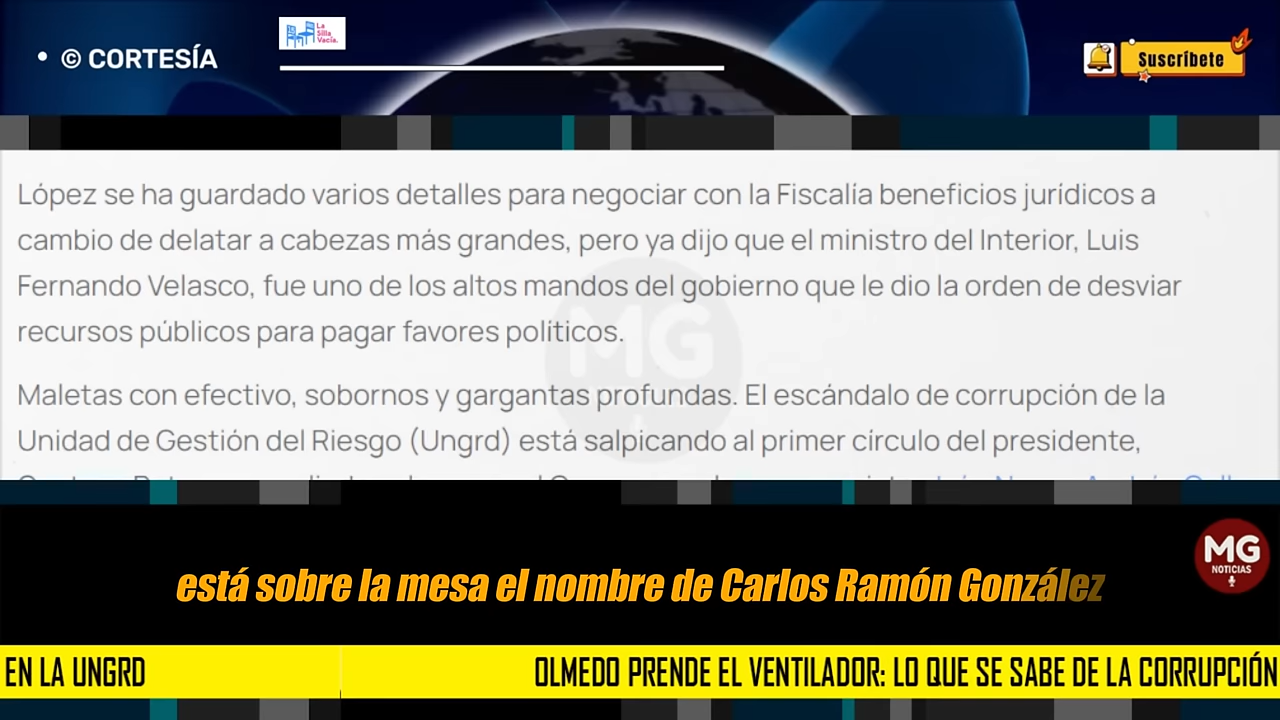 © CORTESÍA
La
Silla
Vacía.
Suscríbete
López se ha guardado varios detalles para negociar con la Fiscalía beneficios jurídicos a
cambio de delatar a cabezas más grandes, pero ya dijo que el ministro del Interior, Luis
Fernando Velasco, fue uno de los altos mandos del gobierno que le dio la orden de desviar
recursos públicos para pagar favores políticos.
Maletas con efectivo, sobornos y gargantas profundas. El escándalo de corrupción de la
Unidad de Gestión del Riesgo (Ungrd) está salpicando al primer círculo del presidente,
MG
está sobre la mesa el nombre de Carlos Ramón González
MG
NOTICIAS
EN LA UNGRD
OLMEDO PRENDE EL VENTILADOR: LO QUE SE SABE DE LA CORRUPCIÓN